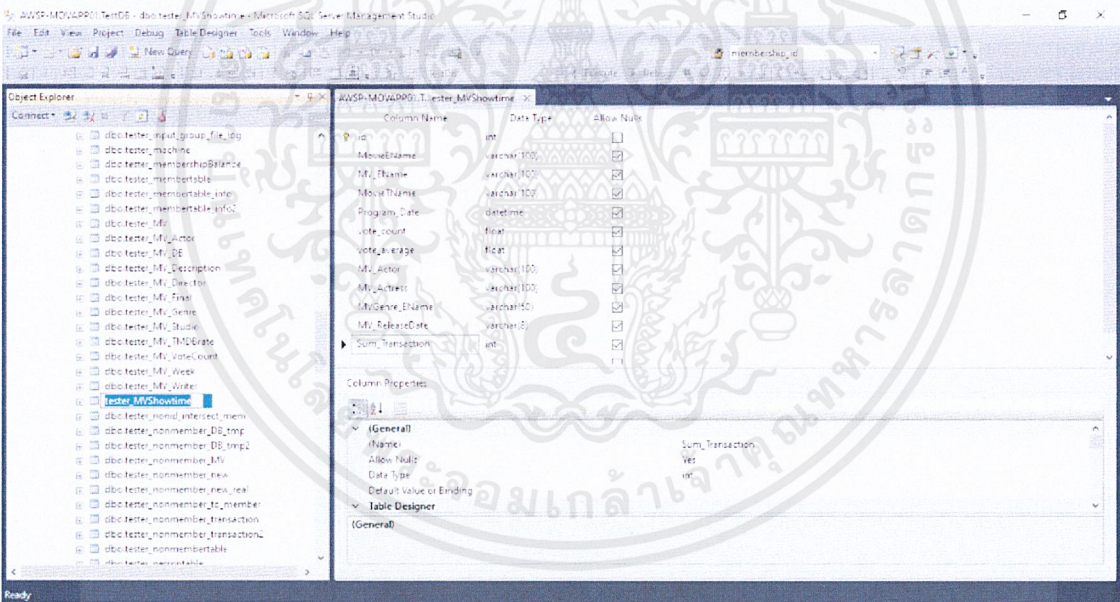 AWSP-MOVAPP01.TestDB - dbo.tester_MVShowtime - Microsoft SQL Server Management Studio
File Edit View Project Debug Table Designer Tools Window Help
New Query
membership_id
Object Explorer
Connect
dbo.tester_input_group_file_log
dbo.tester_machine
dbo.tester_membershipBalance
dbo.tester_membertable
dbo.tester_membertable_info
dbo.tester_membertable_info2
dbo.tester_MV
dbo.tester_MV_Actor
dbo.tester_MV_DE
dbo.tester_MV_Description
dbo.tester_MV_Director
dbo.tester_MV_Final
dbo.tester_MV_Genre
dbo.tester_MV_Studio
dbo.tester_MV_TMDBrate
dbo.tester_MV_VoteCount
dbo.tester_MV_Week
dbo.tester_MV_Writer
tester_MVShowtime
dbo.tester_nonid_intersect_mem
dbo.tester_nonmember_DB_tmp
dbo.tester_nonmember_DB_tmp2
dbo.tester_nonmember_MV
dbo.tester_nonmember_new
dbo.tester_nonmember_new_real
dbo.tester_nonmember_to_member
dbo.tester_nonmember_transaction
dbo.tester_nonmember_transaction2
dbo.tester_nonmembertable
AWSP-MOVAPP01.T...ester_MVShowtime
Column Name Data Type Allow Nulls
id int
MovieEName varchar(100)
MV_EName varchar(100)
MovieTName varchar(100)
Program_Date datetime
vote_count float
vote_average float
MV_Actor varchar(100)
MV_Actress varchar(100)
MVGenre_EName varchar(50)
MV_ReleaseDate varchar(8)
Sum_Transaction int
Column Properties
(General)
(Name) Sum_Transaction
Allow Nulls Yes
Data Type int
Default Value or Binding
Table Designer
(General)
Ready